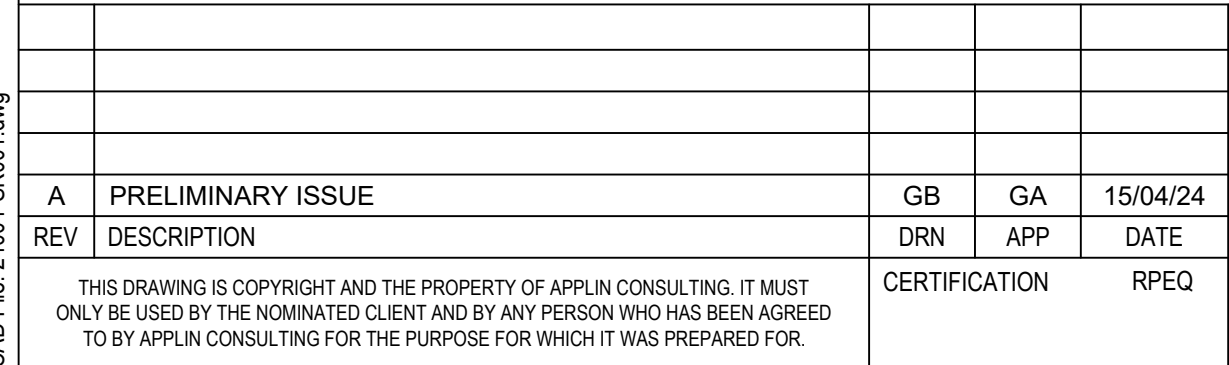 A PRELIMINARY ISSUE GB GA 15/04/24
REV DESCRIPTION DRN APP DATE
THIS DRAWING IS COPYRIGHT AND THE PROPERTY OF APPLIN CONSULTING. IT MUST
ONLY BE USED BY THE NOMINATED CLIENT AND BY ANY PERSON WHO HAS BEEN AGREED
TO BY APPLIN CONSULTING FOR THE PURPOSE FOR WHICH IT WAS PREPARED FOR.
CERTIFICATION RPEQ